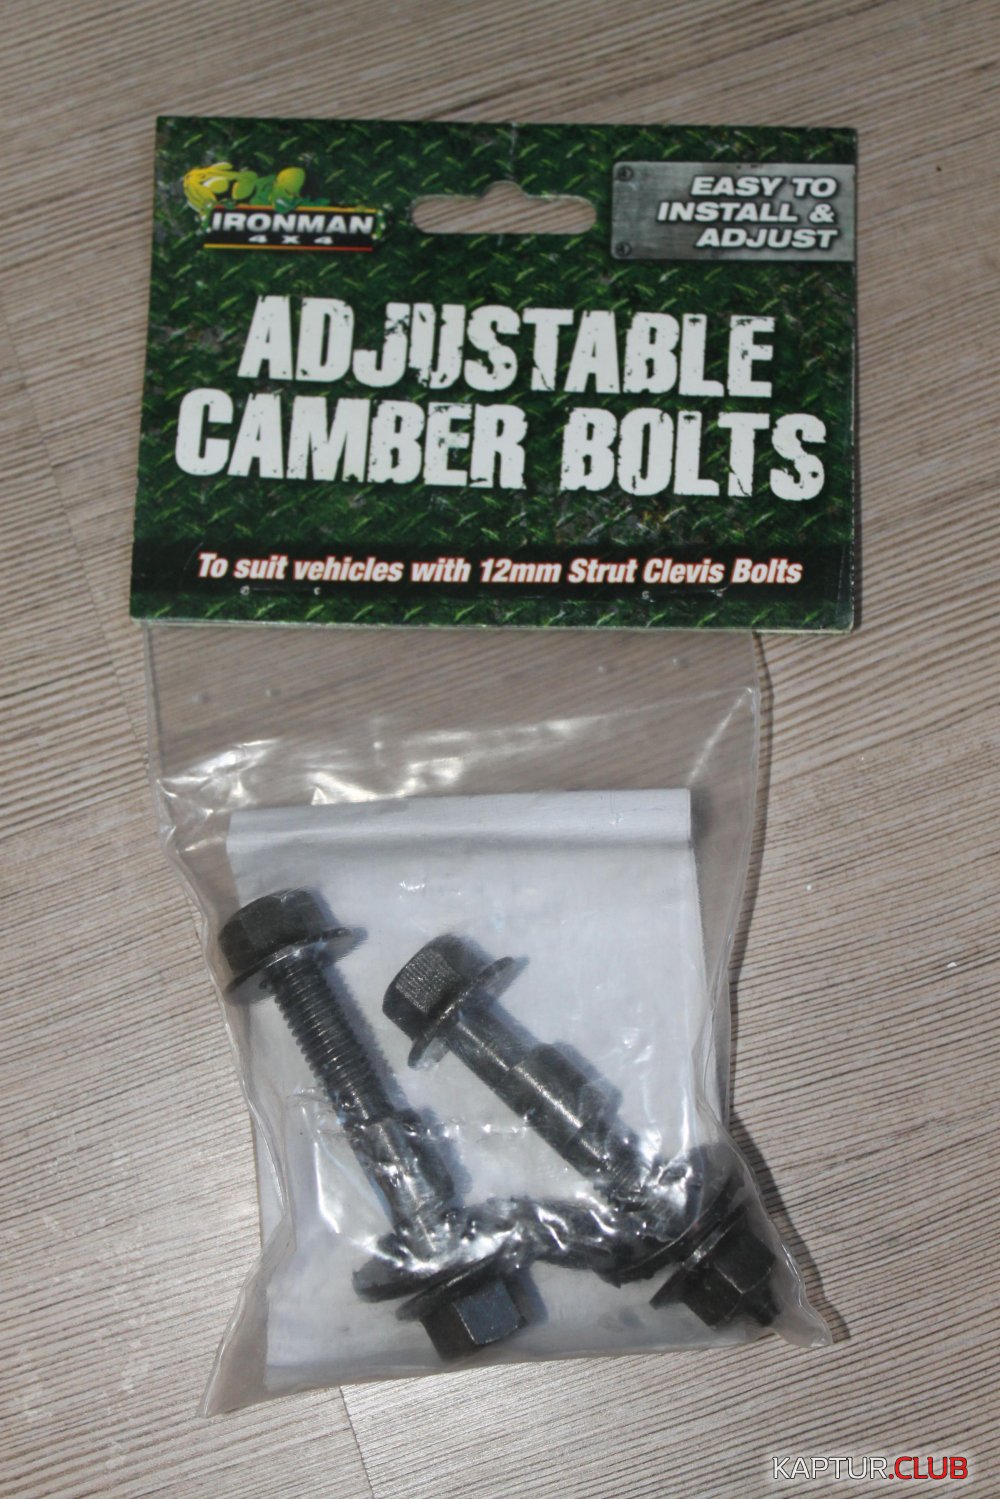 IRONMAN
4X4
EASY TO
INSTALL &
ADJUST
ADJUSTABLE
CAMBER BOLTS
To suit vehicles with 12mm Strut Clevis Bolts
KAPTUR.CLUB